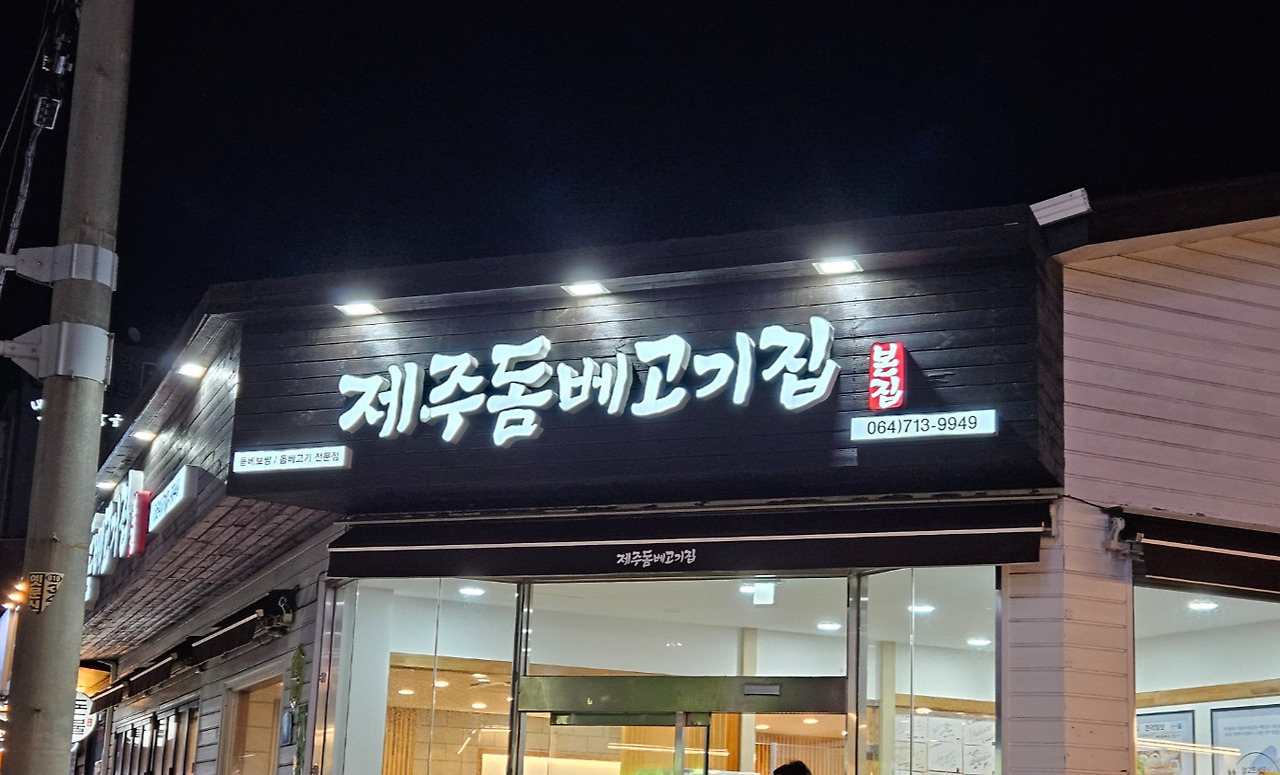 제주돔베고기집
본집
064)713-9949
돔베보쌈 / 돔베고기 전문점
제주돔베고기집